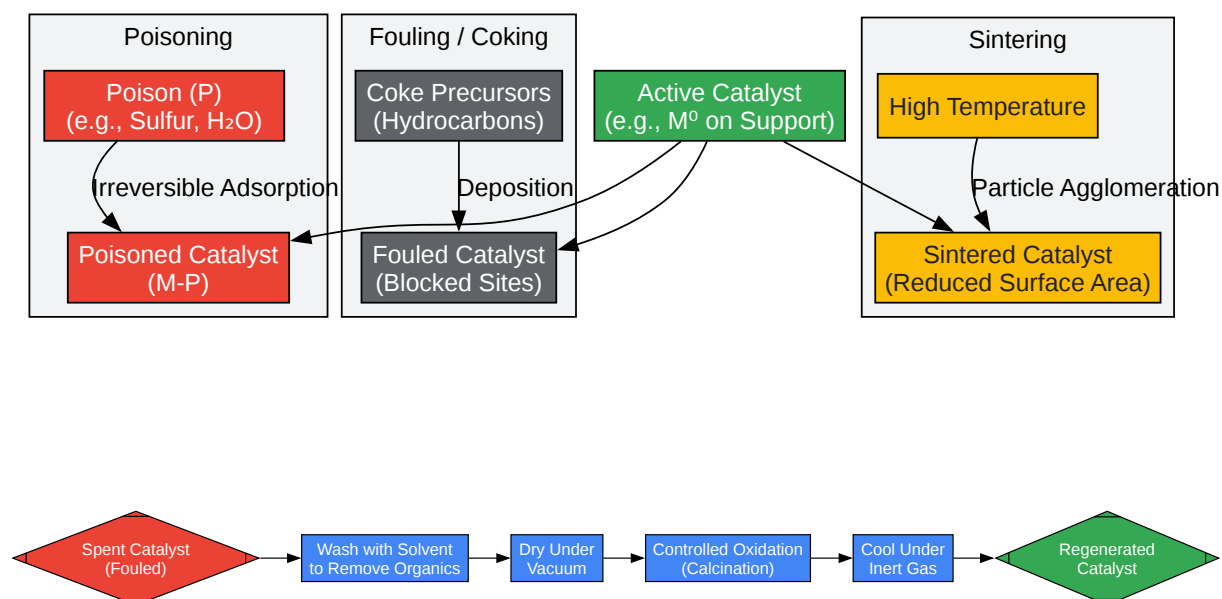 Poisoning
Fouling / Coking
Sintering
Poison (P)
(e.g., Sulfur, H₂O)
Coke Precursors
(Hydrocarbons)
Active Catalyst
(e.g., M⁰ on Support)
High Temperature
Irreversible Adsorption
Deposition
Particle Agglomeration
Poisoned Catalyst
(M-P)
Fouled Catalyst
(Blocked Sites)
Sintered Catalyst
(Reduced Surface Area)
Spent Catalyst
(Fouled)
Wash with Solvent
to Remove Organics
Dry Under
Vacuum
Controlled Oxidation
(Calcination)
Cool Under
Inert Gas
Regenerated
Catalyst